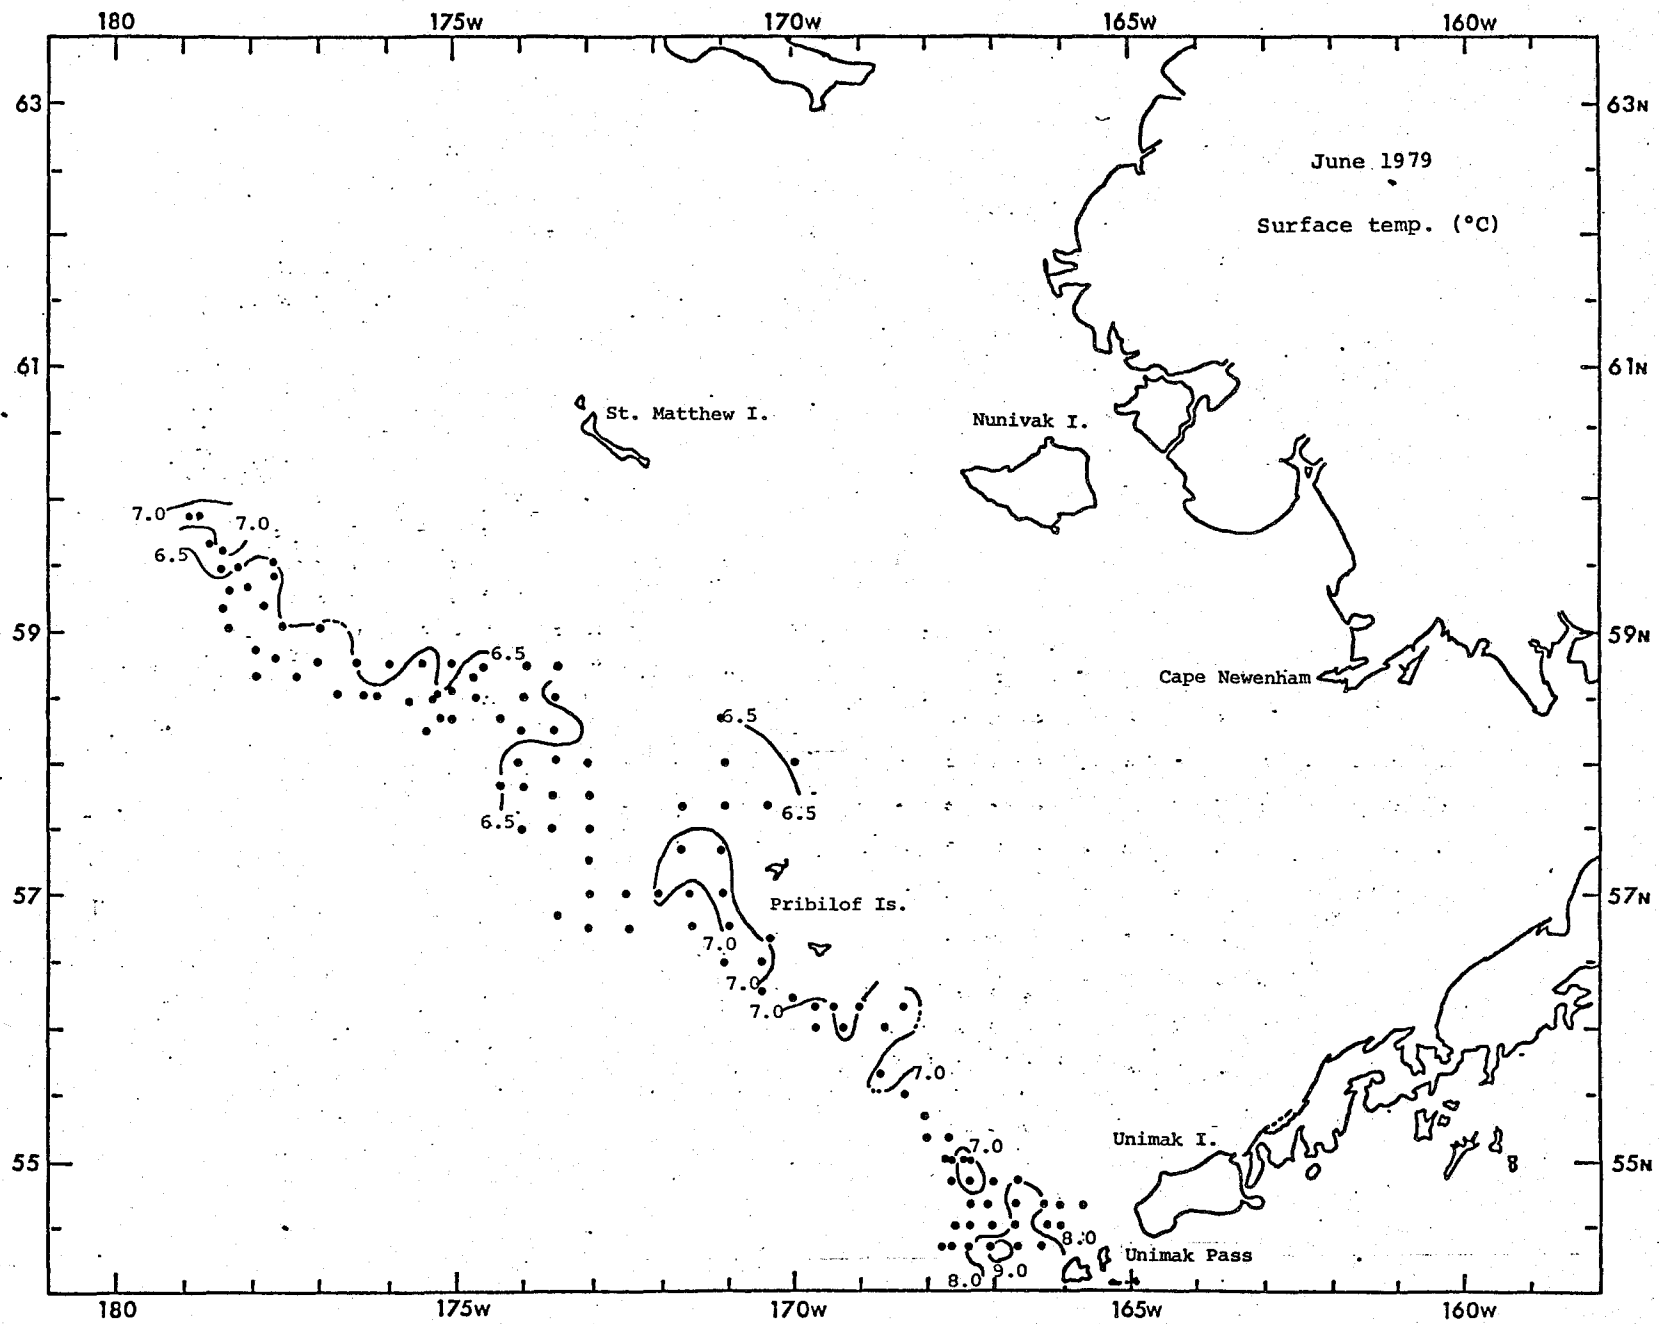 180 175W 170W 165W 160W
63 63N
June 1979
Surface temp. (°C)
61 61N
St. Matthew I.
Nunivak I.
7.0
7.0
6.5
59 59N
6.5
Cape Newenham
6.5
6.5
6.5
57 57N
Pribilof Is.
7.0
7.0
7.0
7.0
Unimak I.
7.0
55 55N
8.0
Unimak Pass
9.0
8.0
180 175W 170W 165W 160W